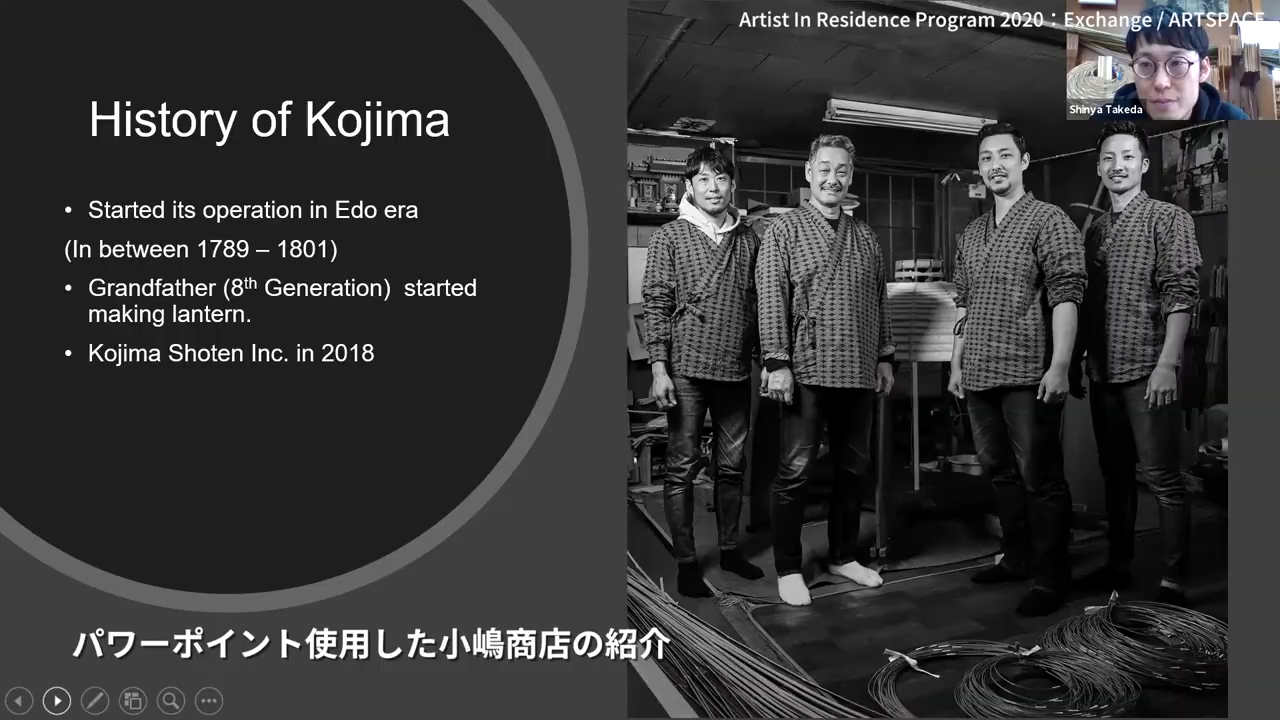 Artist In Residence Program 2020：Exchange / ARTSPACE
Shinya Takeda
History of Kojima
• Started its operation in Edo era
(In between 1789 – 1801)
• Grandfather (8th Generation) started
making lantern.
• Kojima Shoten Inc. in 2018
パワーポイント使用した小嶋商店の紹介